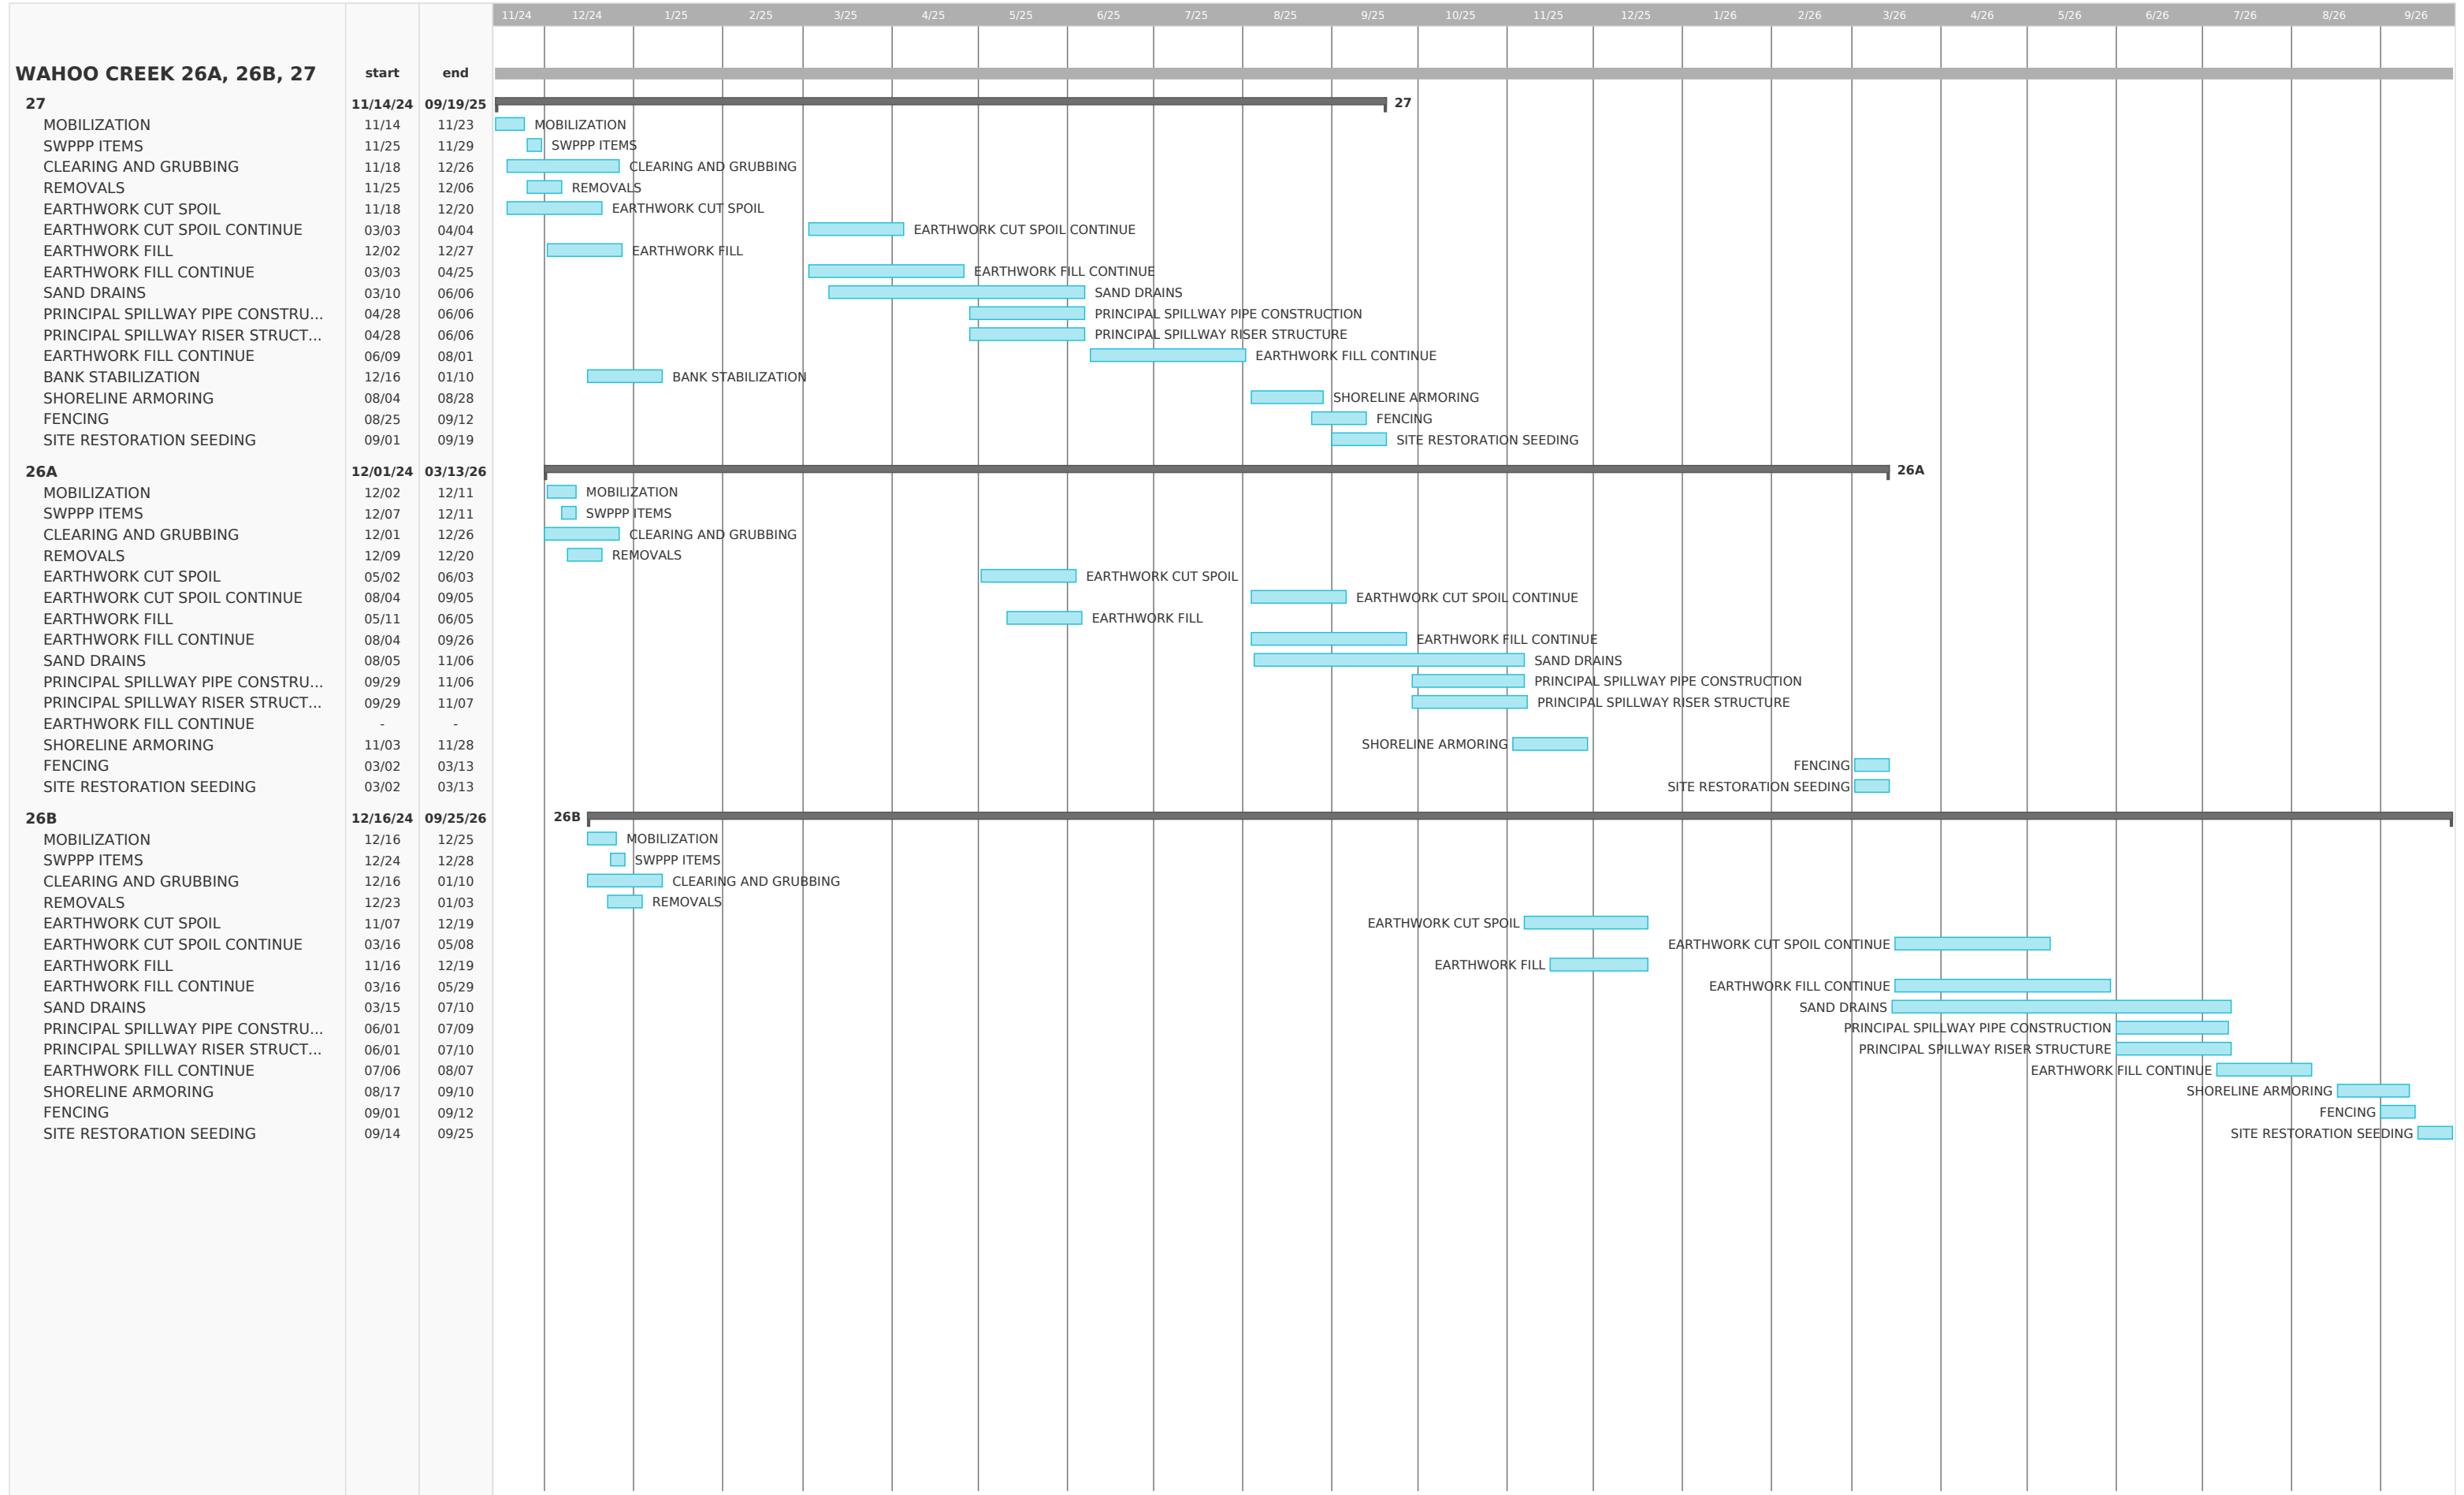 11/24 12/24 1/25 2/25 3/25 4/25 5/25 6/25 7/25 8/25 9/25 10/25 11/25 12/25 1/26 2/26 3/26 4/26 5/26 6/26 7/26 8/26 9/26
WAHOO CREEK 26A, 26B, 27 start end
27 11/14/24 09/19/25 27
MOBILIZATION 11/14 11/23 MOBILIZATION
SWPPP ITEMS 11/25 11/29 SWPPP ITEMS
CLEARING AND GRUBBING 11/18 12/26 CLEARING AND GRUBBING
REMOVALS 11/25 12/06 REMOVALS
EARTHWORK CUT SPOIL 11/18 12/20 EARTHWORK CUT SPOIL
EARTHWORK CUT SPOIL CONTINUE 03/03 04/04 EARTHWORK CUT SPOIL CONTINUE
EARTHWORK FILL 12/02 12/27 EARTHWORK FILL
EARTHWORK FILL CONTINUE 03/03 04/25 EARTHWORK FILL CONTINUE
SAND DRAINS 03/10 06/06 SAND DRAINS
PRINCIPAL SPILLWAY PIPE CONSTRU... 04/28 06/06 PRINCIPAL SPILLWAY PIPE CONSTRUCTION
PRINCIPAL SPILLWAY RISER STRUCT... 04/28 06/06 PRINCIPAL SPILLWAY RISER STRUCTURE
EARTHWORK FILL CONTINUE 06/09 08/01 EARTHWORK FILL CONTINUE
BANK STABILIZATION 12/16 01/10 BANK STABILIZATION
SHORELINE ARMORING 08/04 08/28 SHORELINE ARMORING
FENCING 08/25 09/12 FENCING
SITE RESTORATION SEEDING 09/01 09/19 SITE RESTORATION SEEDING
26A 12/01/24 03/13/26 26A
MOBILIZATION 12/02 12/11 MOBILIZATION
SWPPP ITEMS 12/07 12/11 SWPPP ITEMS
CLEARING AND GRUBBING 12/01 12/26 CLEARING AND GRUBBING
REMOVALS 12/09 12/20 REMOVALS
EARTHWORK CUT SPOIL 05/02 06/03 EARTHWORK CUT SPOIL
EARTHWORK CUT SPOIL CONTINUE 08/04 09/05 EARTHWORK CUT SPOIL CONTINUE
EARTHWORK FILL 05/11 06/05 EARTHWORK FILL
EARTHWORK FILL CONTINUE 08/04 09/26 EARTHWORK FILL CONTINUE
SAND DRAINS 08/05 11/06 SAND DRAINS
PRINCIPAL SPILLWAY PIPE CONSTRU... 09/29 11/06 PRINCIPAL SPILLWAY PIPE CONSTRUCTION
PRINCIPAL SPILLWAY RISER STRUCT... 09/29 11/07 PRINCIPAL SPILLWAY RISER STRUCTURE
EARTHWORK FILL CONTINUE - -
SHORELINE ARMORING 11/03 11/28 SHORELINE ARMORING
FENCING 03/02 03/13 FENCING
SITE RESTORATION SEEDING 03/02 03/13 SITE RESTORATION SEEDING
26B 12/16/24 09/25/26 26B
MOBILIZATION 12/16 12/25 MOBILIZATION
SWPPP ITEMS 12/24 12/28 SWPPP ITEMS
CLEARING AND GRUBBING 12/16 01/10 CLEARING AND GRUBBING
REMOVALS 12/23 01/03 REMOVALS
EARTHWORK CUT SPOIL 11/07 12/19 EARTHWORK CUT SPOIL
EARTHWORK CUT SPOIL CONTINUE 03/16 05/08 EARTHWORK CUT SPOIL CONTINUE
EARTHWORK FILL 11/16 12/19 EARTHWORK FILL
EARTHWORK FILL CONTINUE 03/16 05/29 EARTHWORK FILL CONTINUE
SAND DRAINS 03/15 07/10 SAND DRAINS
PRINCIPAL SPILLWAY PIPE CONSTRU... 06/01 07/09 PRINCIPAL SPILLWAY PIPE CONSTRUCTION
PRINCIPAL SPILLWAY RISER STRUCT... 06/01 07/10 PRINCIPAL SPILLWAY RISER STRUCTURE
EARTHWORK FILL CONTINUE 07/06 08/07 EARTHWORK FILL CONTINUE
SHORELINE ARMORING 08/17 09/10 SHORELINE ARMORING
FENCING 09/01 09/12 FENCING
SITE RESTORATION SEEDING 09/14 09/25 SITE RESTORATION SEEDING